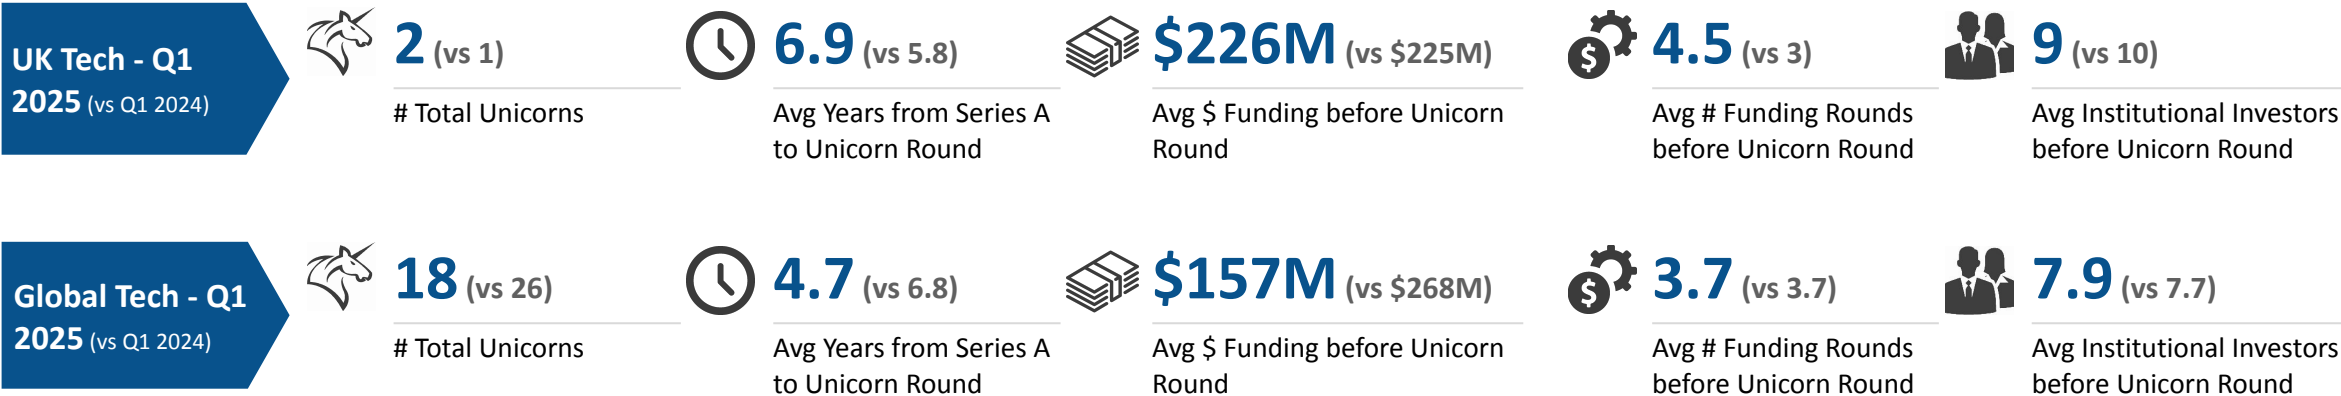 UK Tech - Q1
2025 (vs Q1 2024)
2 (vs 1)
# Total Unicorns
6.9 (vs 5.8)
Avg Years from Series A
to Unicorn Round
$226M (vs $225M)
Avg $ Funding before Unicorn
Round
4.5 (vs 3)
Avg # Funding Rounds
before Unicorn Round
9 (vs 10)
Avg Institutional Investors
before Unicorn Round
Global Tech - Q1
2025 (vs Q1 2024)
18 (vs 26)
# Total Unicorns
4.7 (vs 6.8)
Avg Years from Series A
to Unicorn Round
$157M (vs $268M)
Avg $ Funding before Unicorn
Round
3.7 (vs 3.7)
Avg # Funding Rounds
before Unicorn Round
7.9 (vs 7.7)
Avg Institutional Investors
before Unicorn Round